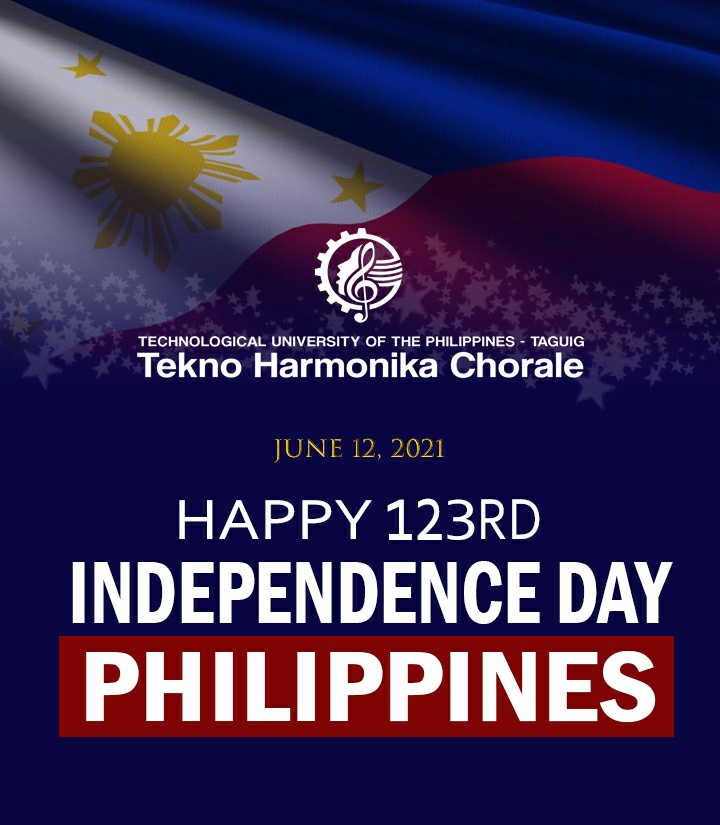 TECHNOLOGICAL UNIVERSITY OF THE PHILIPPINES - TAGUIG
Tekno Harmonika Chorale
JUNE 12, 2021
HAPPY 123RD
INDEPENDENCE DAY
PHILIPPINES